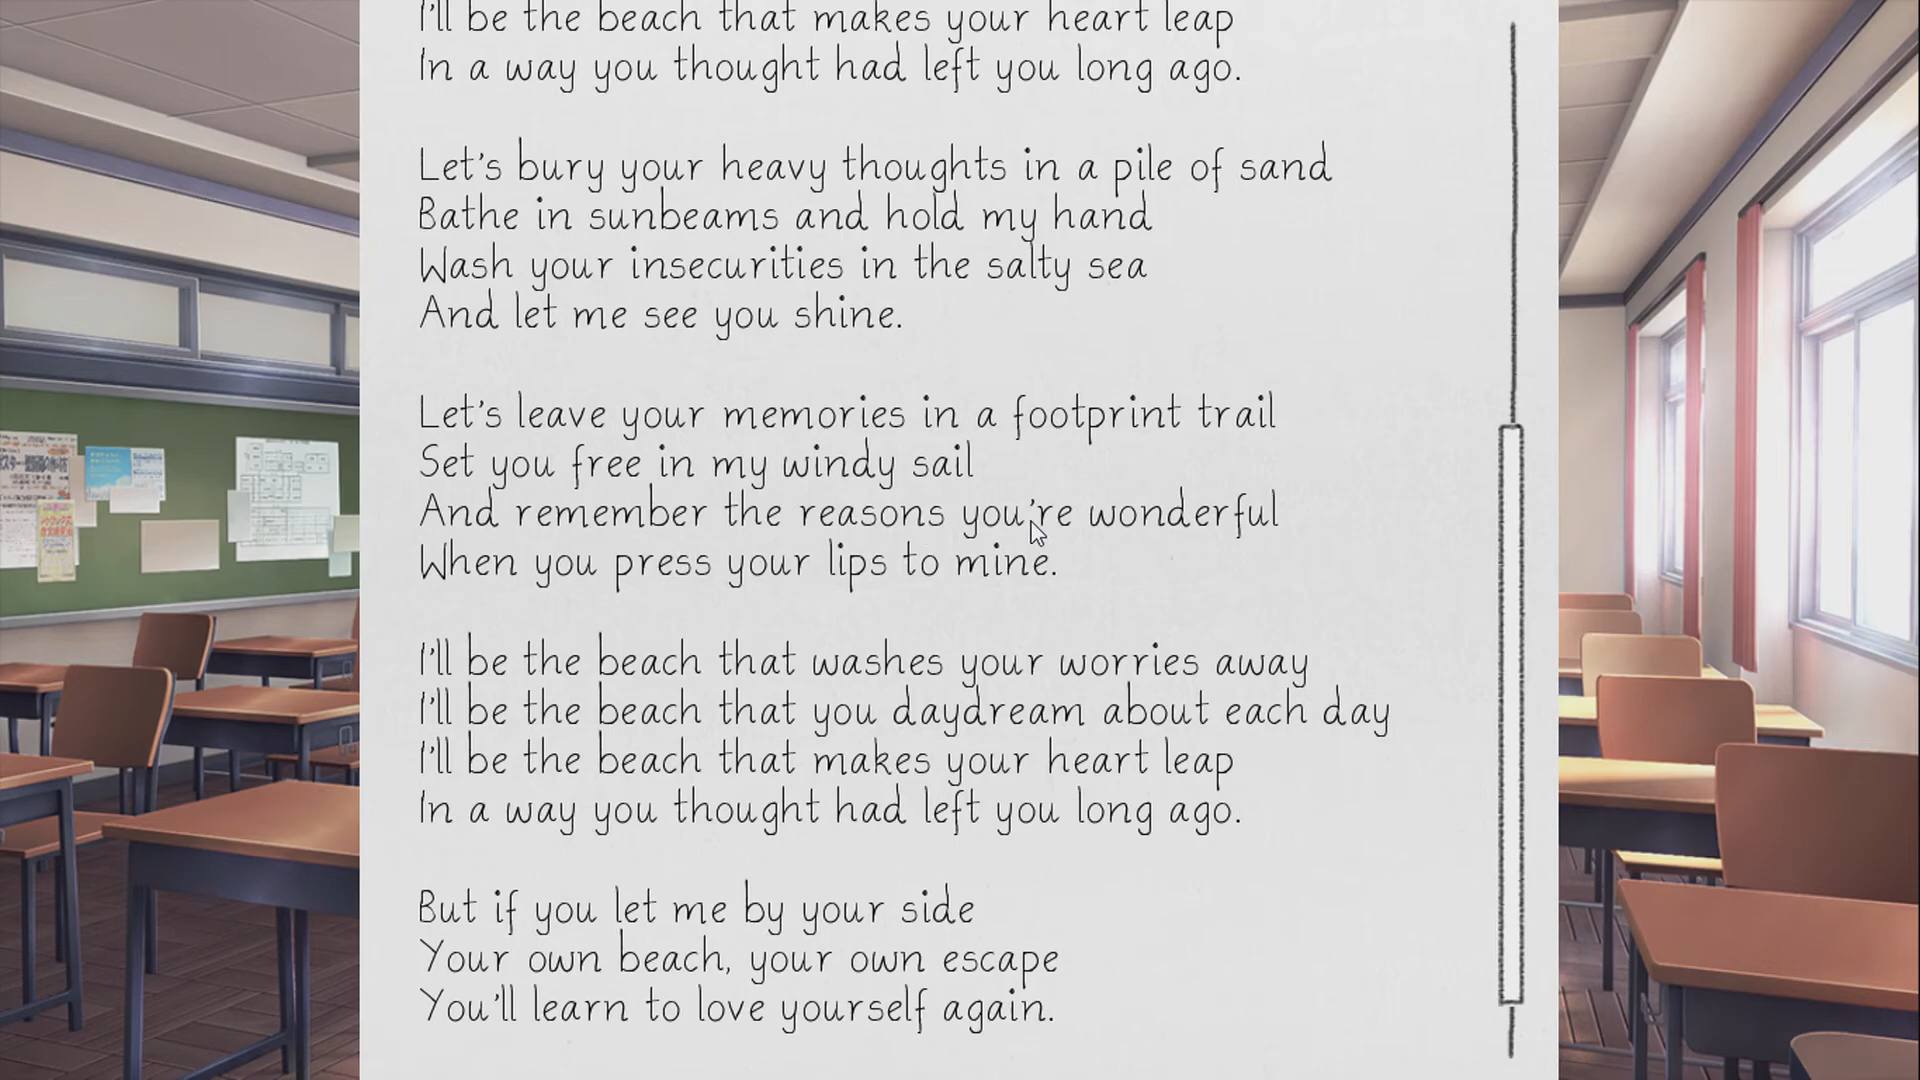 I'll be the beach that makes your heart leap
In a way you thought had left you long ago.
Let's bury your heavy thoughts in a pile of sand
Bathe in sunbeams and hold my hand
Wash your insecurities in the salty sea
And let me see you shine.
Let's leave your memories in a footprint trail
Set you free in my windy sail
And remember the reasons you're wonderful
When you press your lips to mine.
I'll be the beach that washes your worries away
I'll be the beach that you daydream about each day
I'll be the beach that makes your heart leap
In a way you thought had left you long ago.
But if you let me by your side
Your own beach, your own escape
You'll learn to love yourself again.